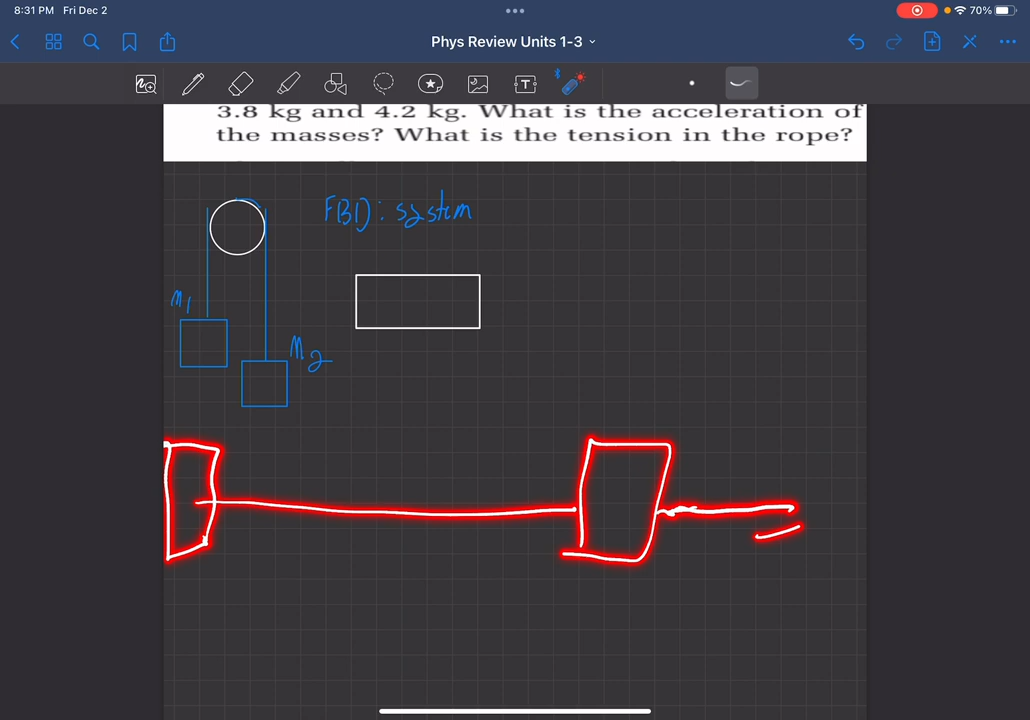 8:31 PM Fri Dec 2
70%
Phys Review Units 1-3
T
3.8 kg and 4.2 kg. What is the acceleration of
the masses? What is the tension in the rope?
FBD: system
M1
M2